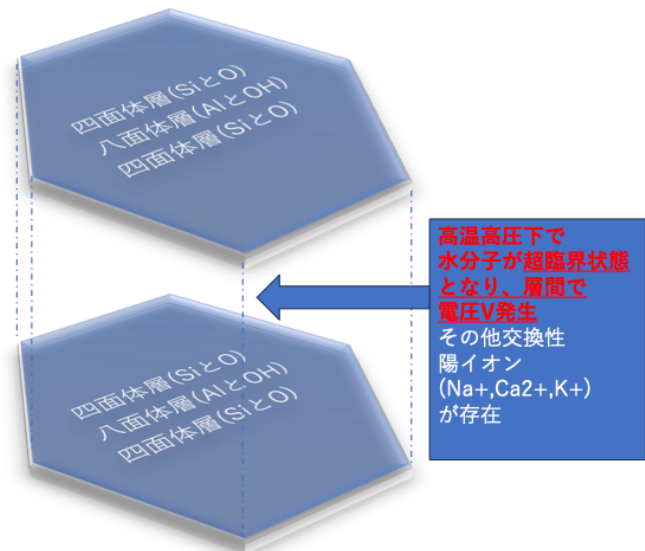 四面体層(SiとO)
八面体層(AlとOH)
四面体層(SiとO)
高温高圧下で
水分子が超臨界状態
となり、層間で
電圧V発生
その他交換性
陽イオン
(Na+,Ca2+,K+)
が存在
四面体層(SiとO)
八面体層(AlとOH)
四面体層(SiとO)